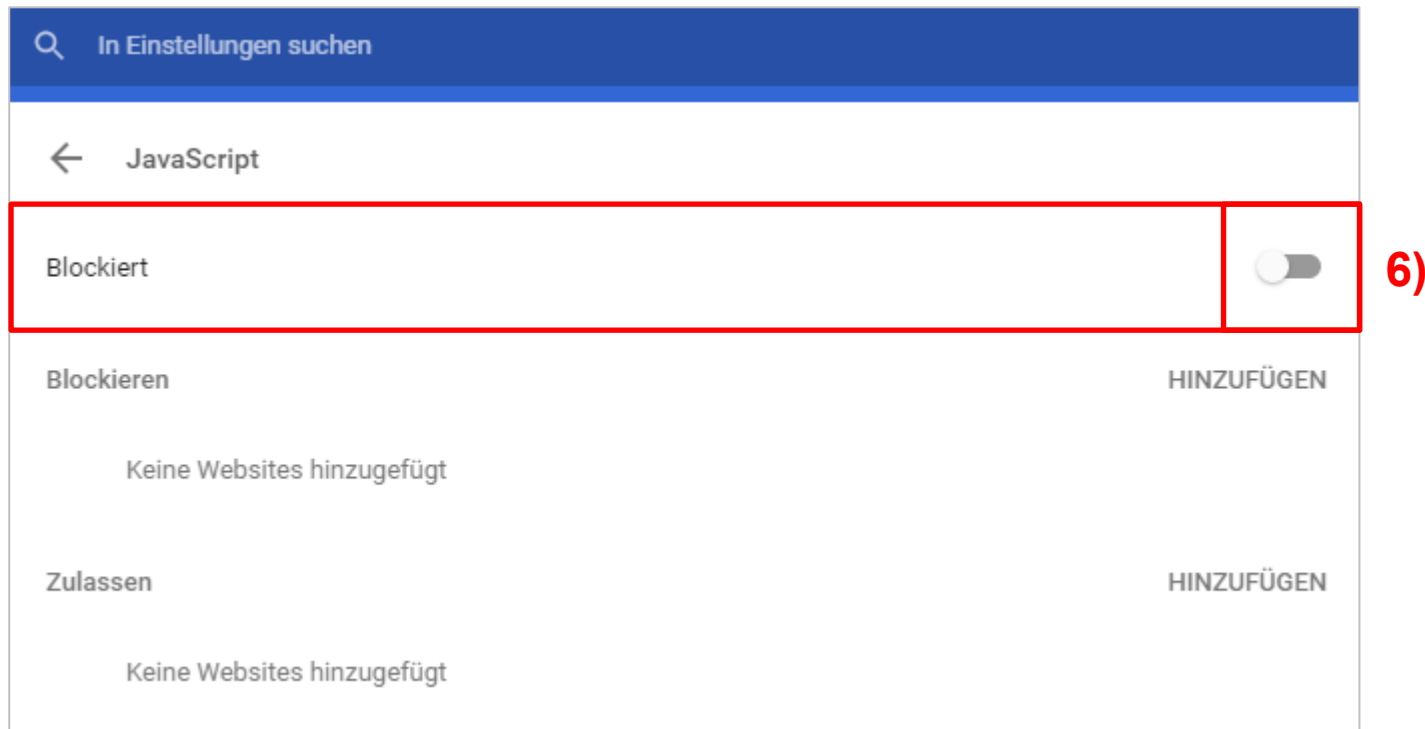 In Einstellungen suchen
JavaScript
Blockiert
6)
Blockieren HINZUFÜGEN
Keine Websites hinzugefügt
Zulassen HINZUFÜGEN
Keine Websites hinzugefügt